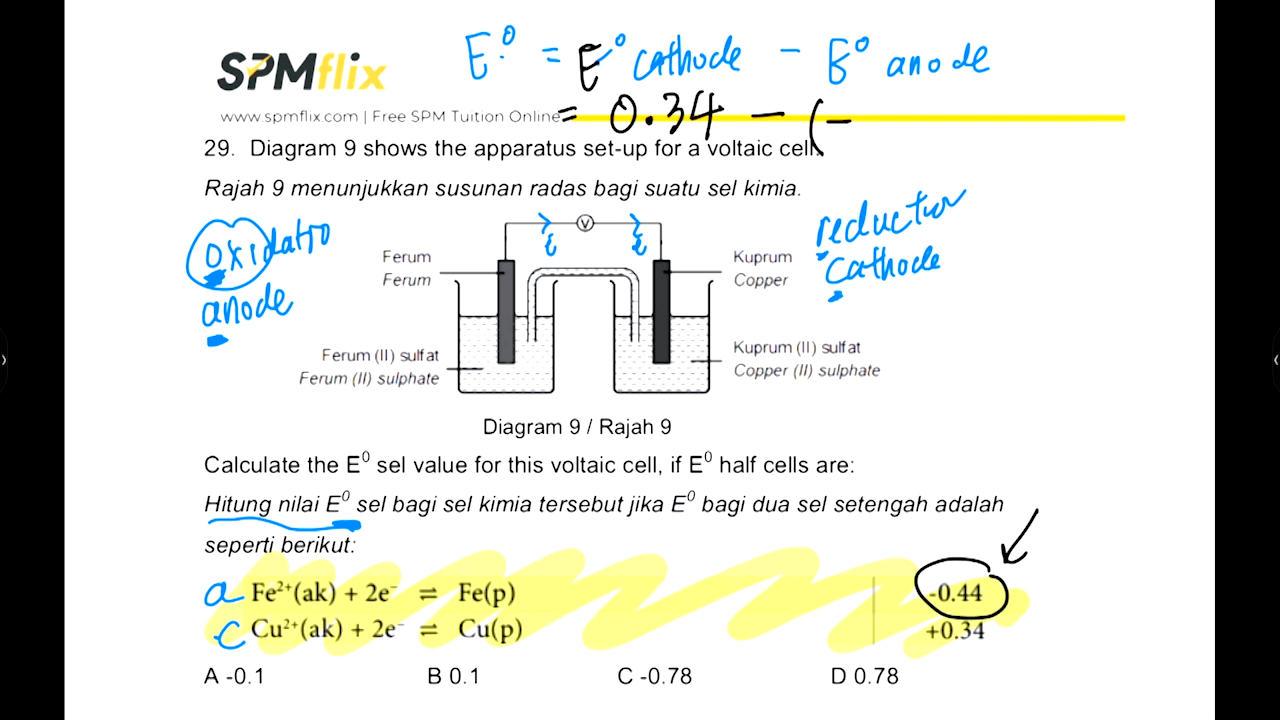 E⁰ = E⁰ cathode - E⁰ anode
SPMflix
= 0.34 - (-
www.spmflix.com | Free SPM Tuition Online
29. Diagram 9 shows the apparatus set-up for a voltaic cell.
Rajah 9 menunjukkan susunan radas bagi suatu sel kimia.
oxidatio
anode
reduction
cathode
V
Ferum
Ferum
Kuprum
Copper
Ferum (II) sulfat
Ferum (II) sulphate
Kuprum (II) sulfat
Copper (II) sulphate
Diagram 9 / Rajah 9
Calculate the E⁰ sel value for this voltaic cell, if E⁰ half cells are:
Hitung nilai E⁰ sel bagi sel kimia tersebut jika E⁰ bagi dua sel setengah adalah
seperti berikut:
a Fe²⁺(ak) + 2e⁻ ⇌ Fe(p) -0.44
c Cu²⁺(ak) + 2e⁻ ⇌ Cu(p) +0.34
A -0.1 B 0.1 C -0.78 D 0.78